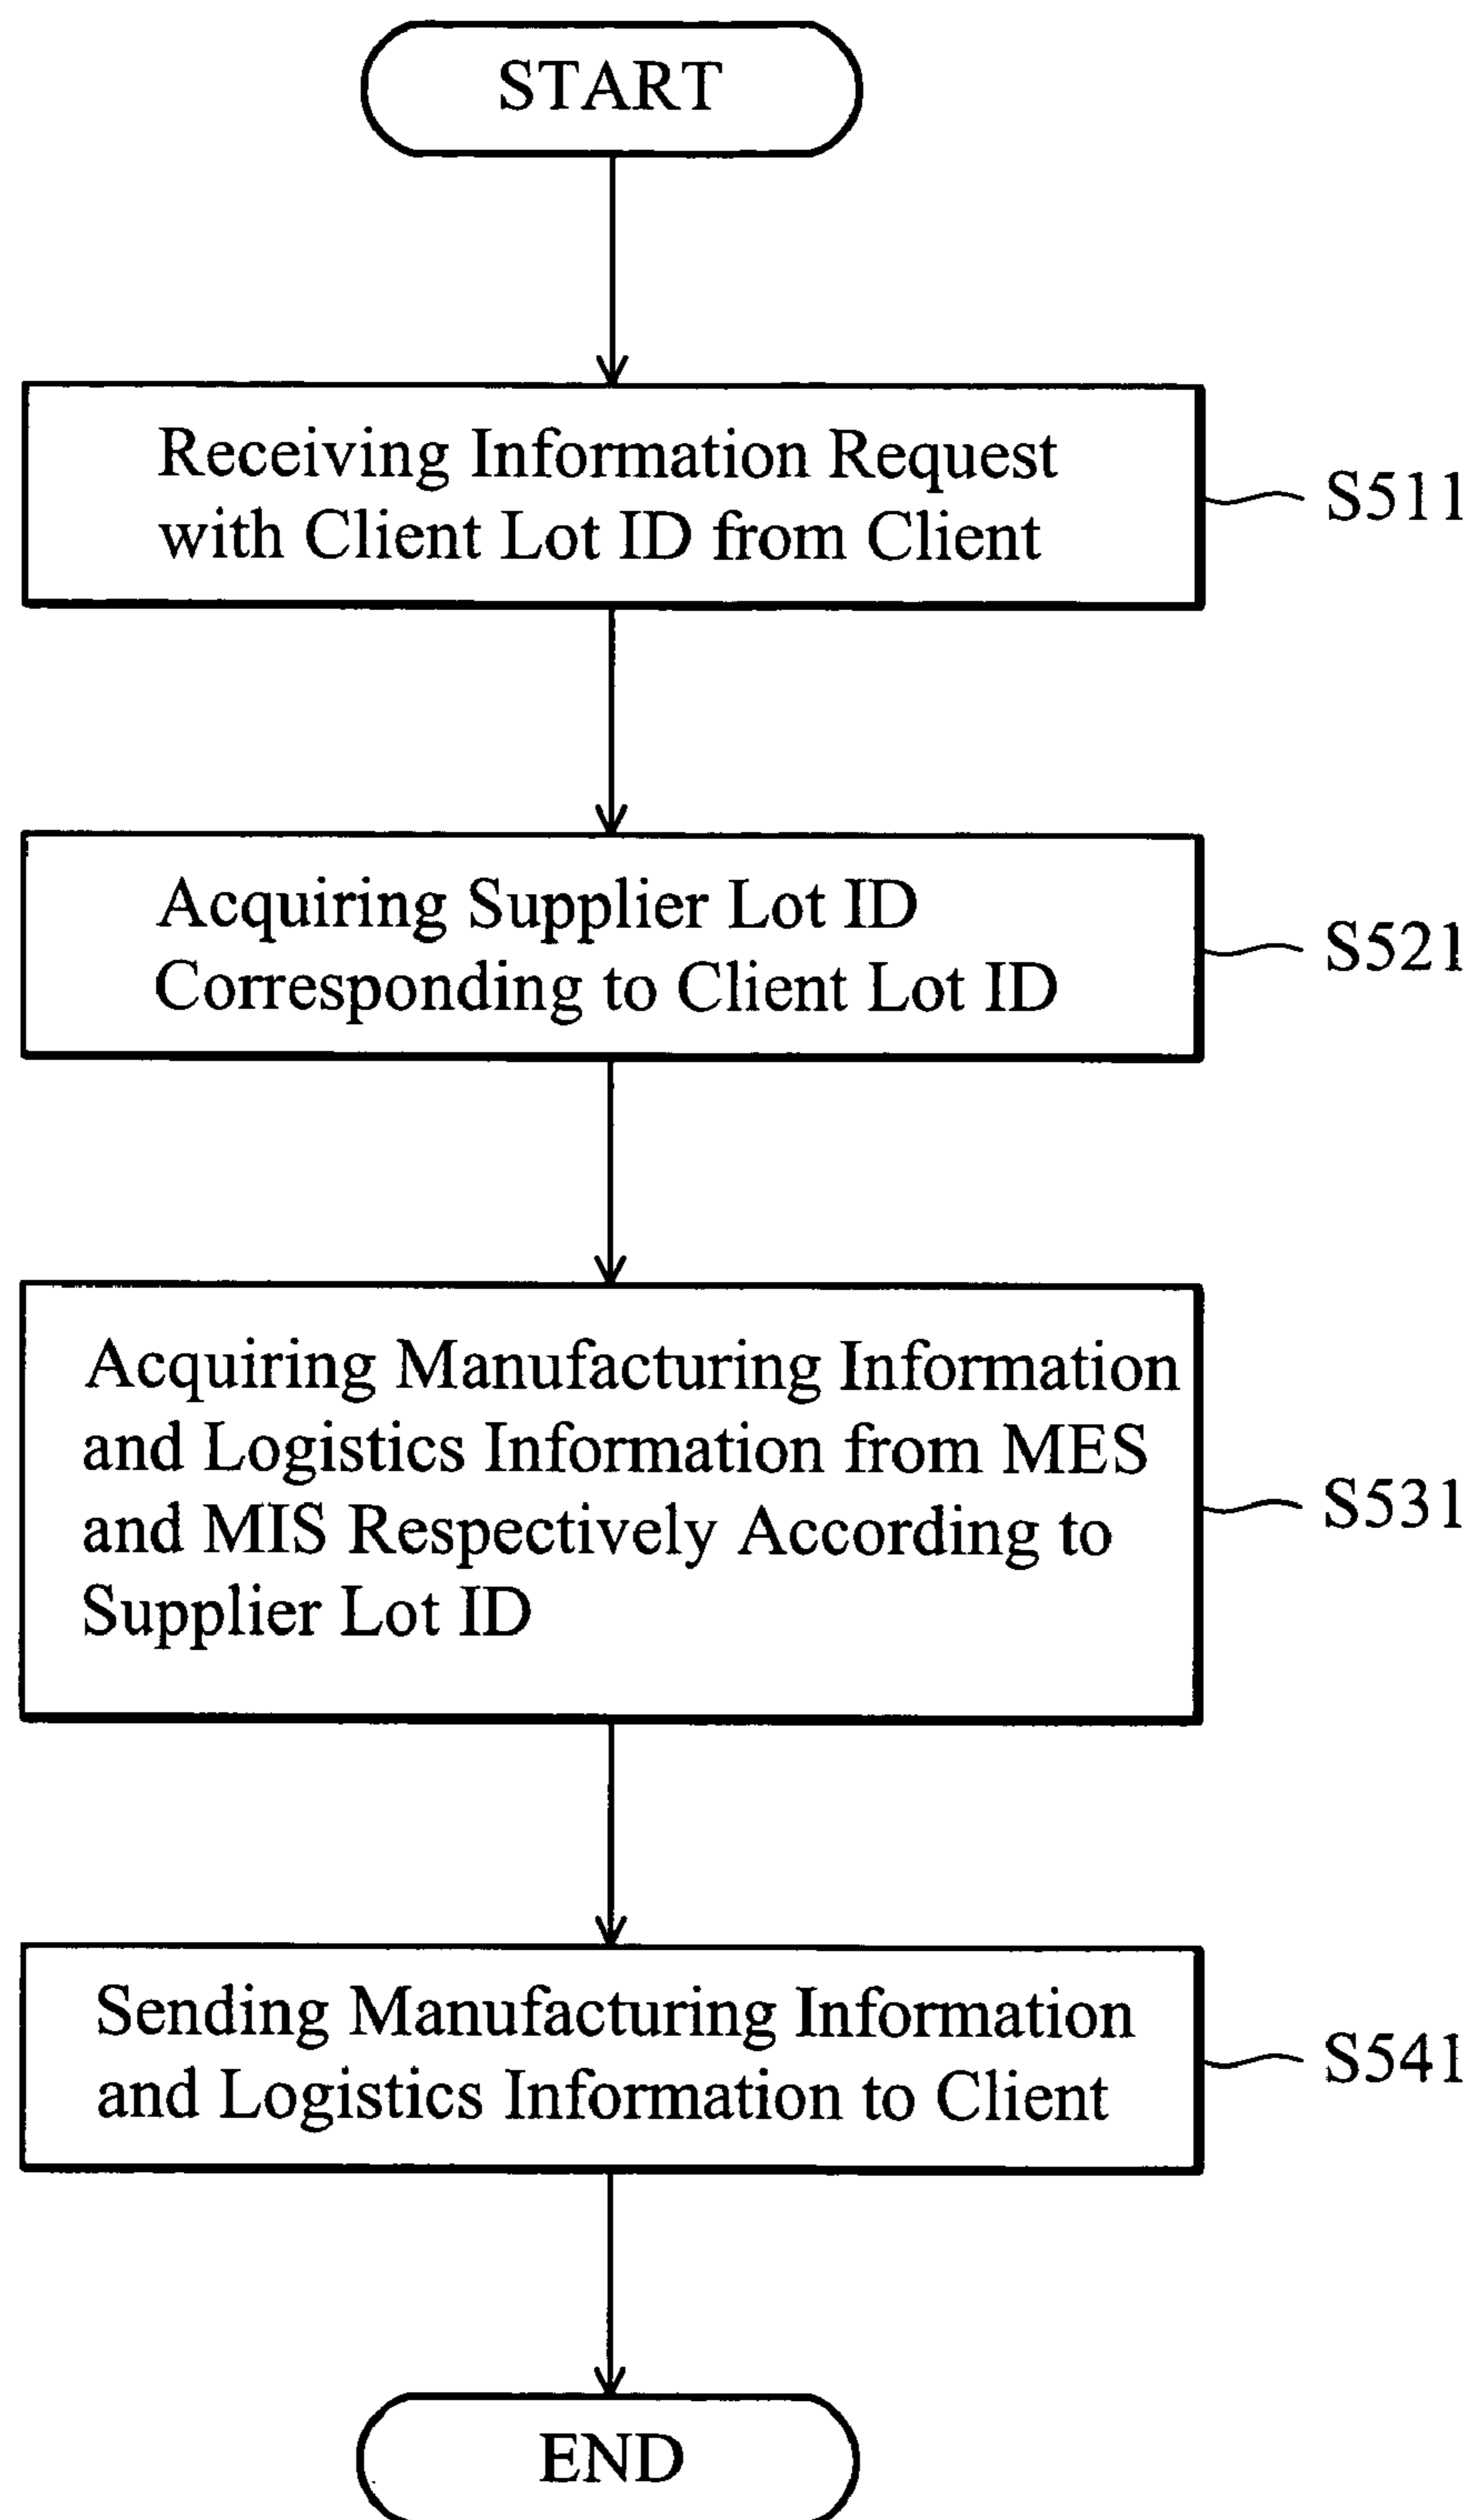 START
Receiving Information Request
with Client Lot ID from Client
S511
Acquiring Supplier Lot ID
Corresponding to Client Lot ID
S521
Acquiring Manufacturing Information
and Logistics Information from MES
and MIS Respectively According to
Supplier Lot ID
S531
Sending Manufacturing Information
and Logistics Information to Client
S541
END